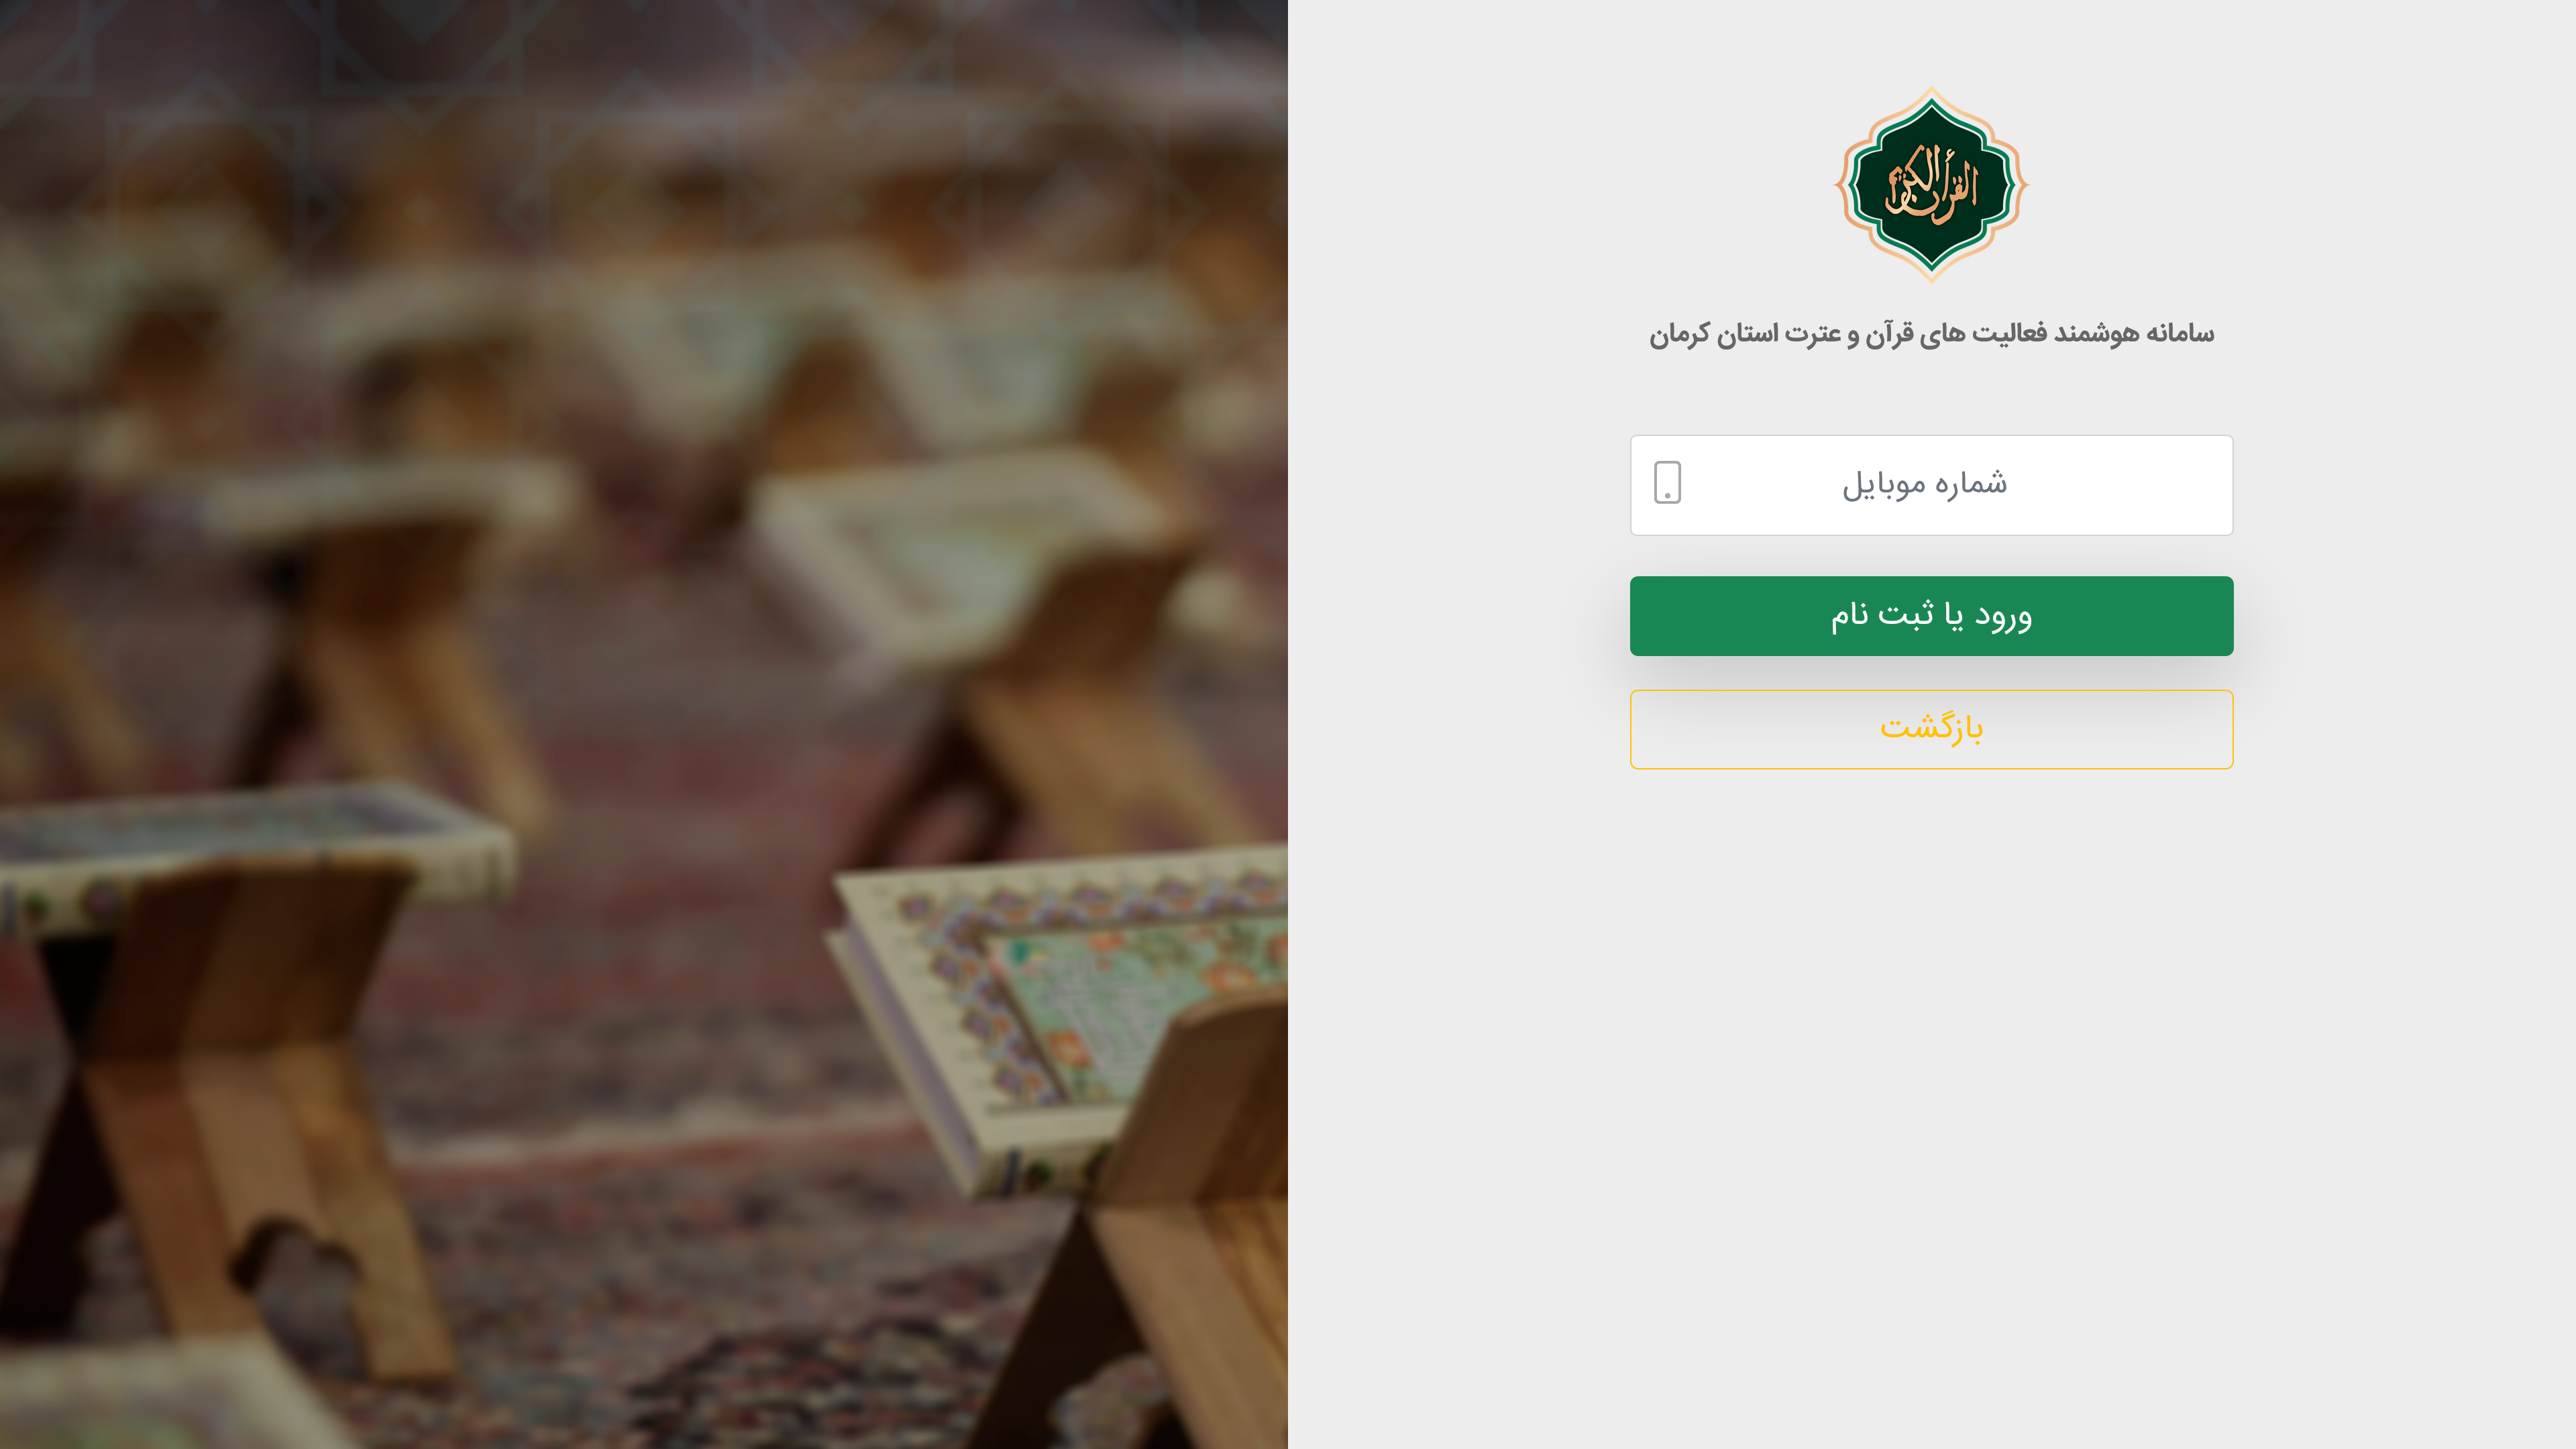 القرآن الکریم
سامانه هوشمند فعالیت های قرآن و عترت استان کرمان
شماره موبایل
ورود یا ثبت نام
بازگشت